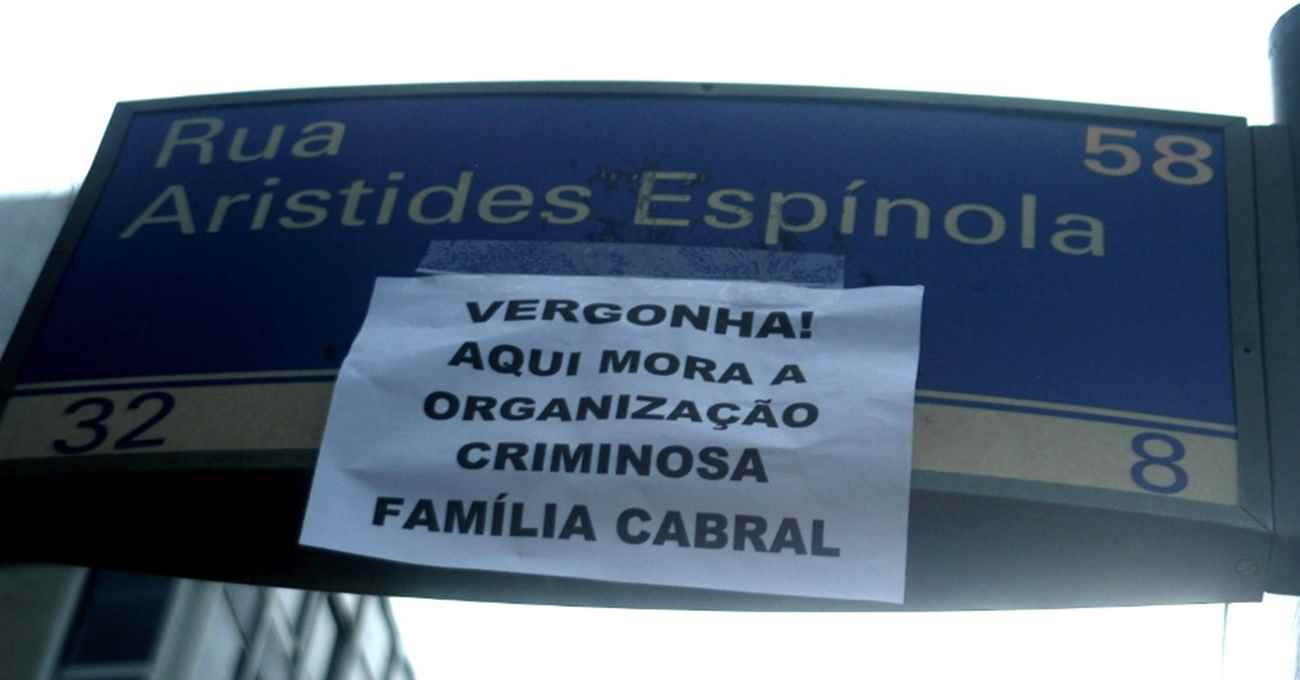 Rua
Aristides Espínola
58
VERGONHA!
AQUI MORA A
ORGANIZAÇÃO
CRIMINOSA
FAMÍLIA CABRAL
32
8